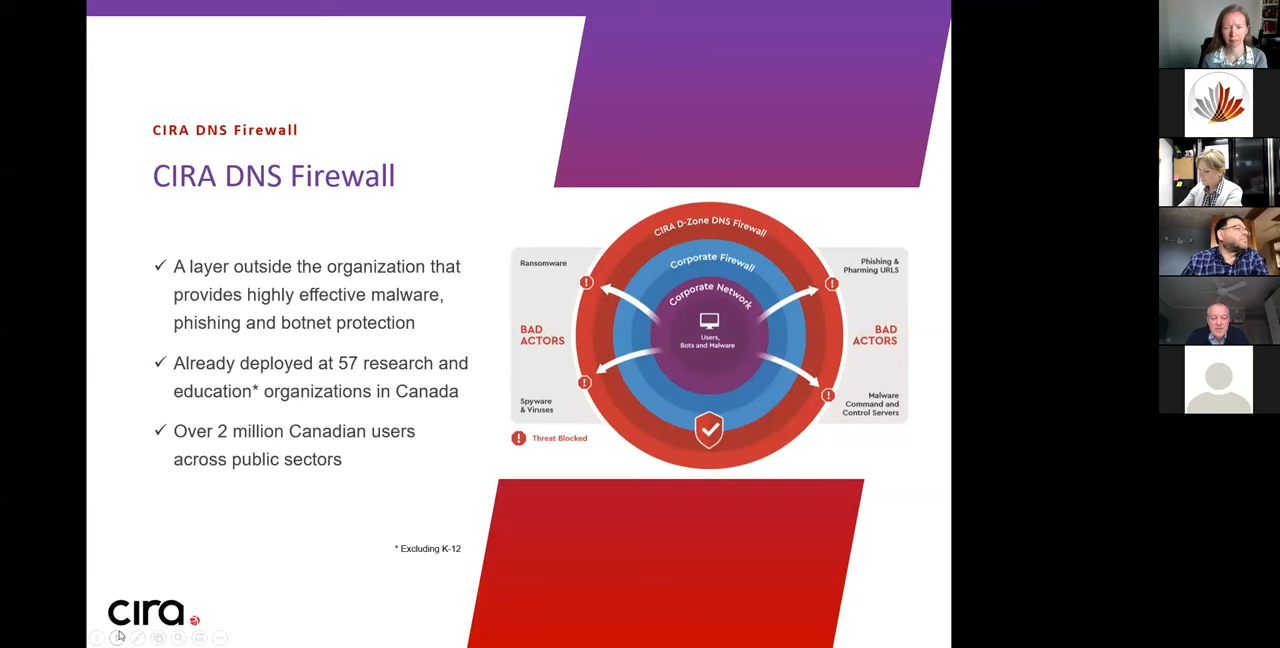 CIRA DNS Firewall
CIRA DNS Firewall
✓ A layer outside the organization that
provides highly effective malware,
phishing and botnet protection
✓ Already deployed at 57 research and
education* organizations in Canada
✓ Over 2 million Canadian users
across public sectors
* Excluding K-12
CIRA D-Zone DNS Firewall
Corporate Firewall
Corporate Network
Users,
Bots and Malware
Ransomware
BAD
ACTORS
Spyware
& Viruses
Phishing &
Pharming URLS
BAD
ACTORS
Malware
Command and
Control Servers
! Threat Blocked
cira